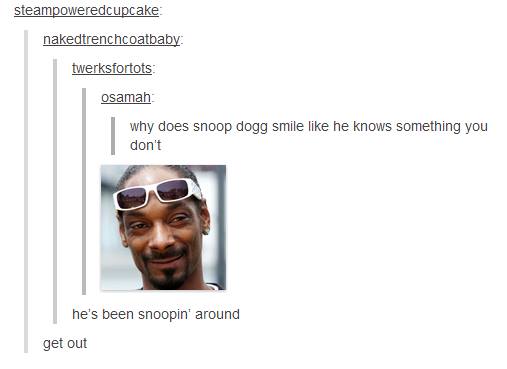 steampoweredcupcake:
nakedtrenchcoatbaby:
twerksfortots:
osamah:
why does snoop dogg smile like he knows something you
don't
he's been snoopin' around
get out